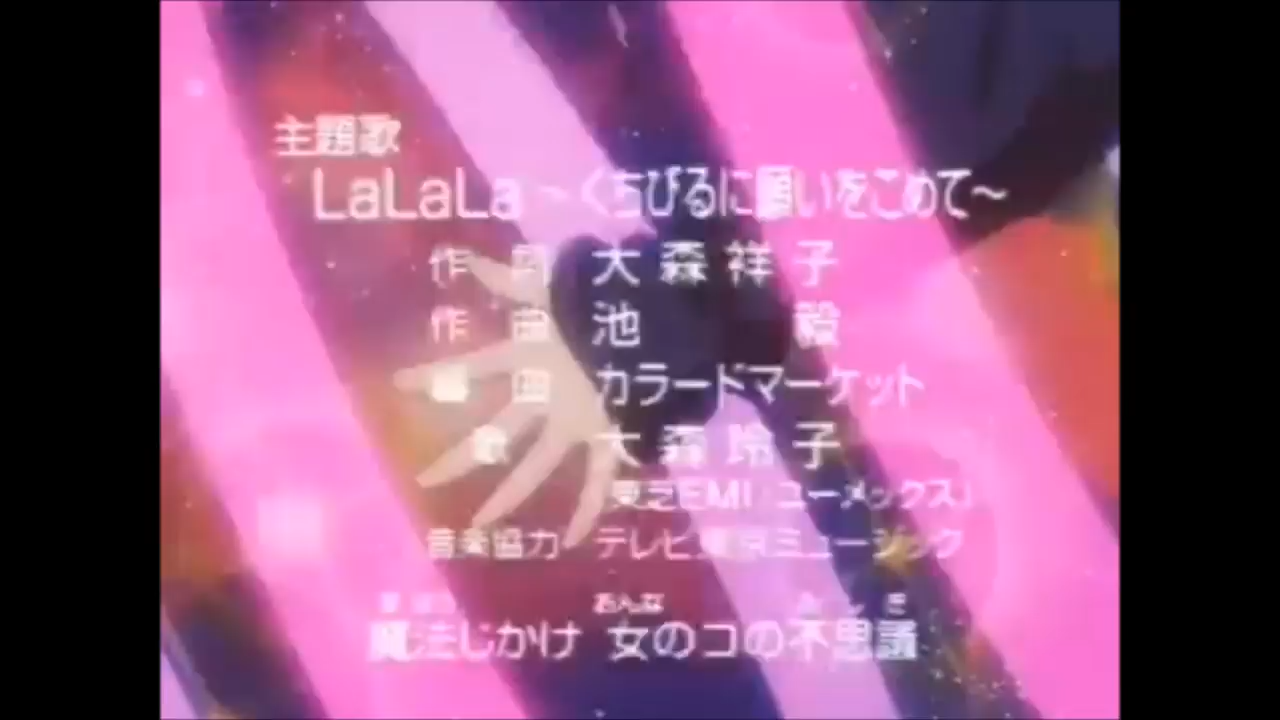 主題歌
LaLaLa ～くちびるに願いをこめて～
作 詞 大森祥子
作 曲 池 毅
編 曲 カラードマーケット
歌 大森玲子
東芝EMI/ユーメックス」
音楽協力 テレビ東京ミュージック
まほう おんな ふしぎ
魔法じかけ 女のコの不思議